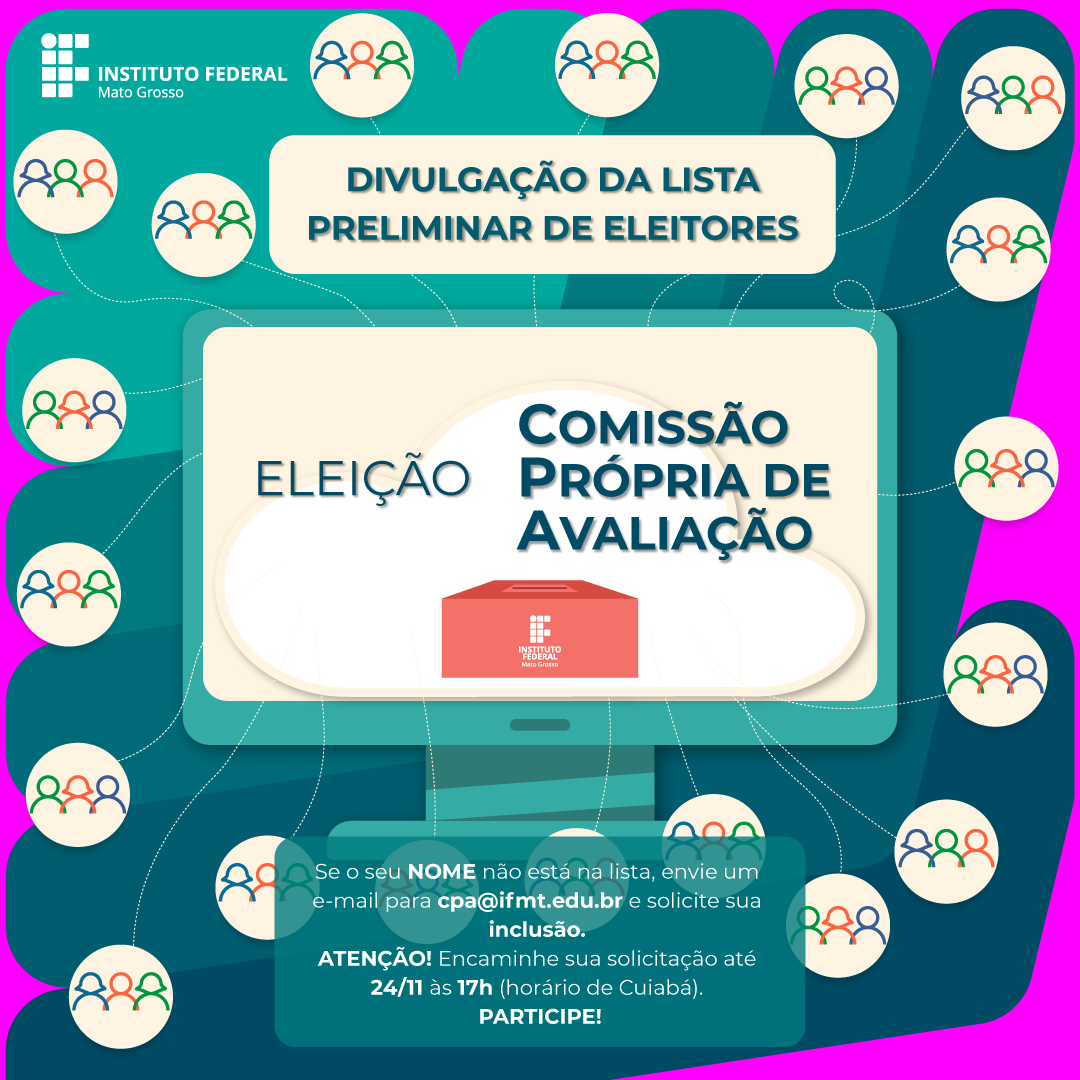 INSTITUTO FEDERAL
Mato Grosso
DIVULGAÇÃO DA LISTA
PRELIMINAR DE ELEITORES
ELEIÇÃO
COMISSÃO
PRÓPRIA DE
AVALIAÇÃO
INSTITUTO
FEDERAL
Mato Grosso
Se o seu NOME não está na lista, envie um
e-mail para cpa@ifmt.edu.br e solicite sua
inclusão.
ATENÇÃO! Encaminhe sua solicitação até
24/11 às 17h (horário de Cuiabá).
PARTICIPE!